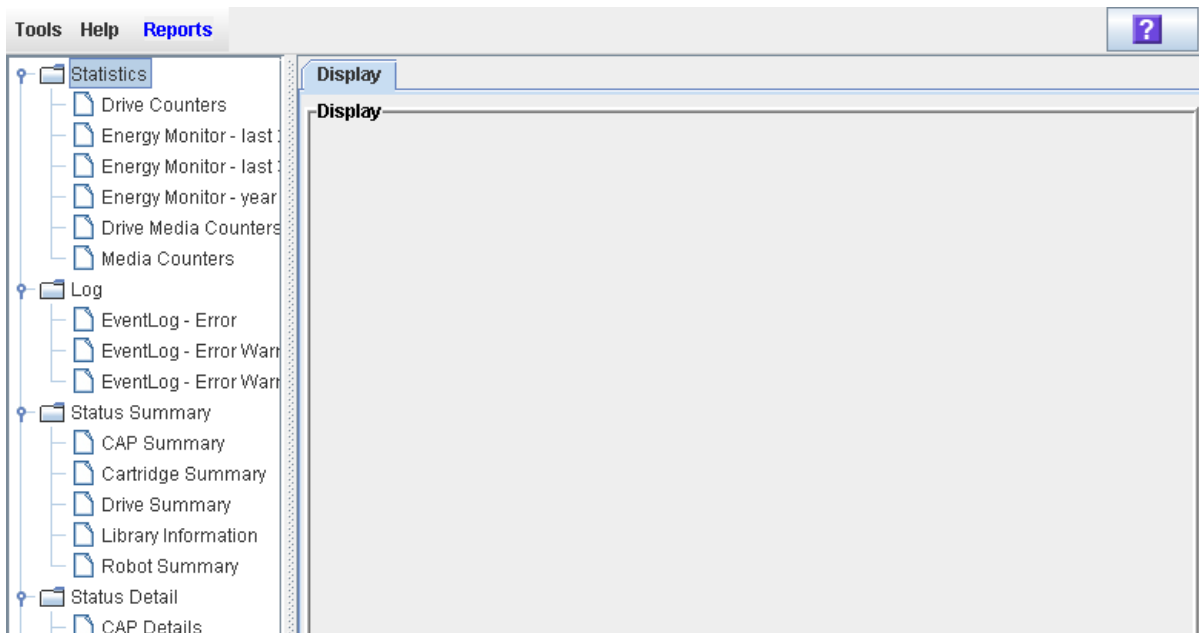 Tools Help Reports
?
Statistics
Drive Counters
Energy Monitor - last
Energy Monitor - last
Energy Monitor - year
Drive Media Counters
Media Counters
Log
EventLog - Error
EventLog - Error Warn
EventLog - Error Warn
Status Summary
CAP Summary
Cartridge Summary
Drive Summary
Library Information
Robot Summary
Status Detail
CAP Details
Display
Display